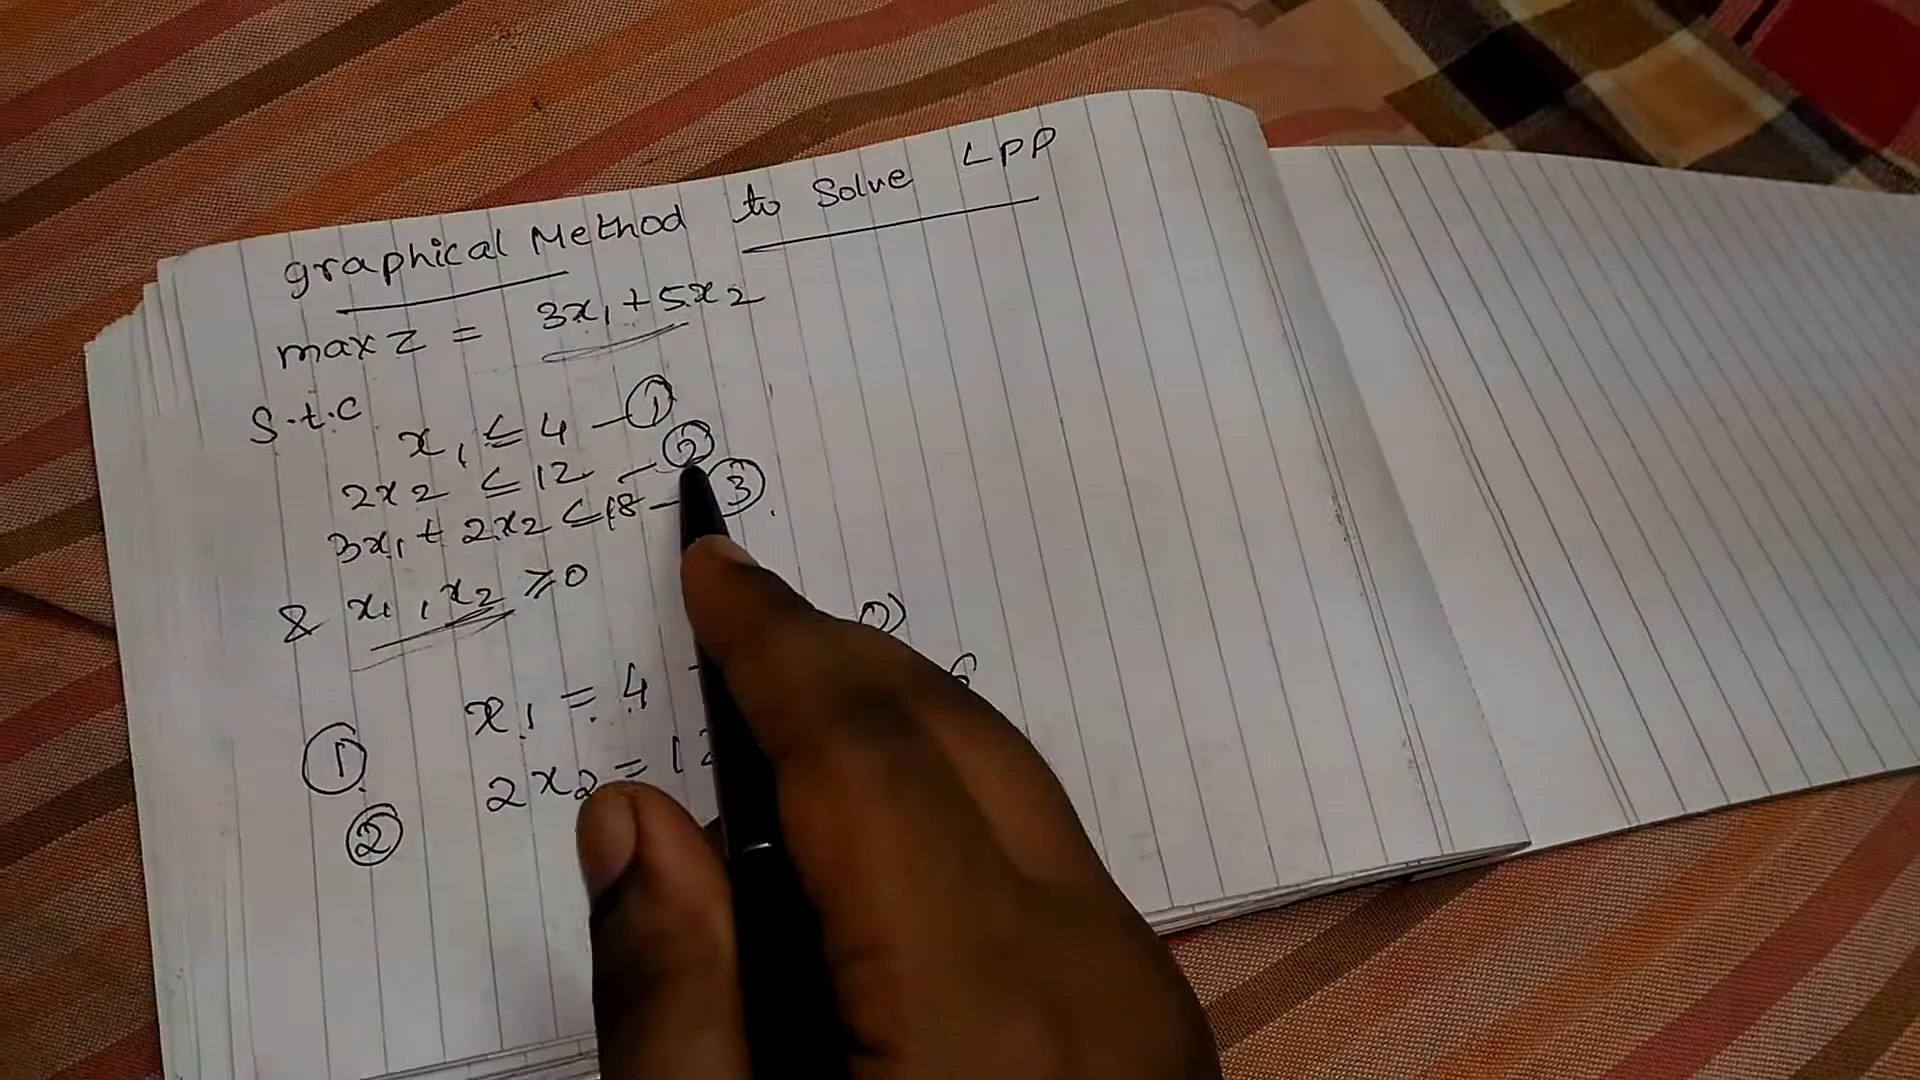 graphical Method to Solve LPP
max Z = 3x₁ + 5x₂
S.t.c
x₁ ≤ 4 — ①
2x₂ ≤ 12 — ②
3x₁ + 2x₂ ≤ 18 — ③
& x₁, x₂ ≥ 0
① x₁ = 4
② 2x₂ = 12